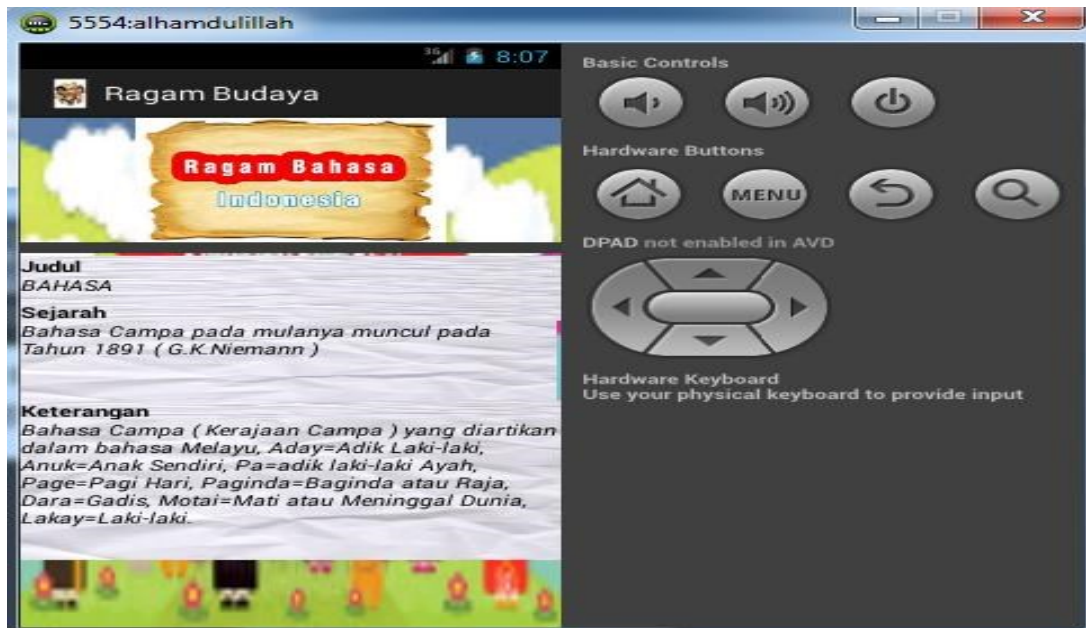 5554:alhamdulillah
3G 8:07
Ragam Budaya
Ragam Bahasa
Indonesia
Judul
BAHASA
Sejarah
Bahasa Campa pada mulanya muncul pada
Tahun 1891 ( G.K.Niemann )
Keterangan
Bahasa Campa ( Kerajaan Campa ) yang diartikan
dalam bahasa Melayu, Aday=Adik Laki-laki,
Anuk=Anak Sendiri, Pa=adik laki-laki Ayah,
Page=Pagi Hari, Paginda=Baginda atau Raja,
Dara=Gadis, Motai=Mati atau Meninggal Dunia,
Lakay=Laki-laki.
Basic Controls
Hardware Buttons
MENU
DPAD not enabled in AVD
Hardware Keyboard
Use your physical keyboard to provide input